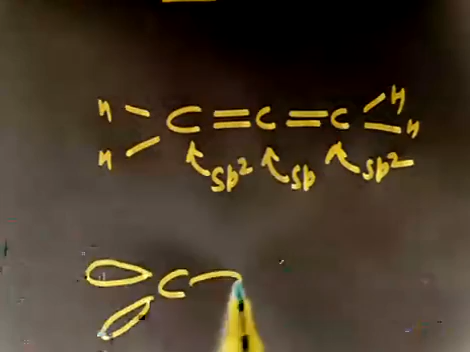 H C = C = C H
H H
sp² sp sp²
C